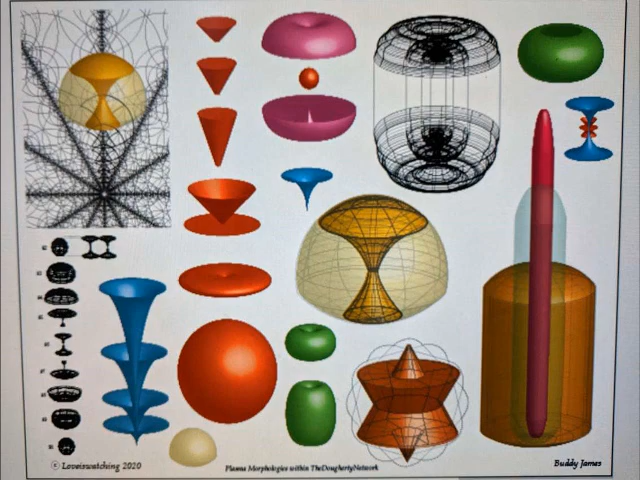 © Loveiswatching 2020
Plasma Morphologies within TheDoughertyNetwork
Buddy James